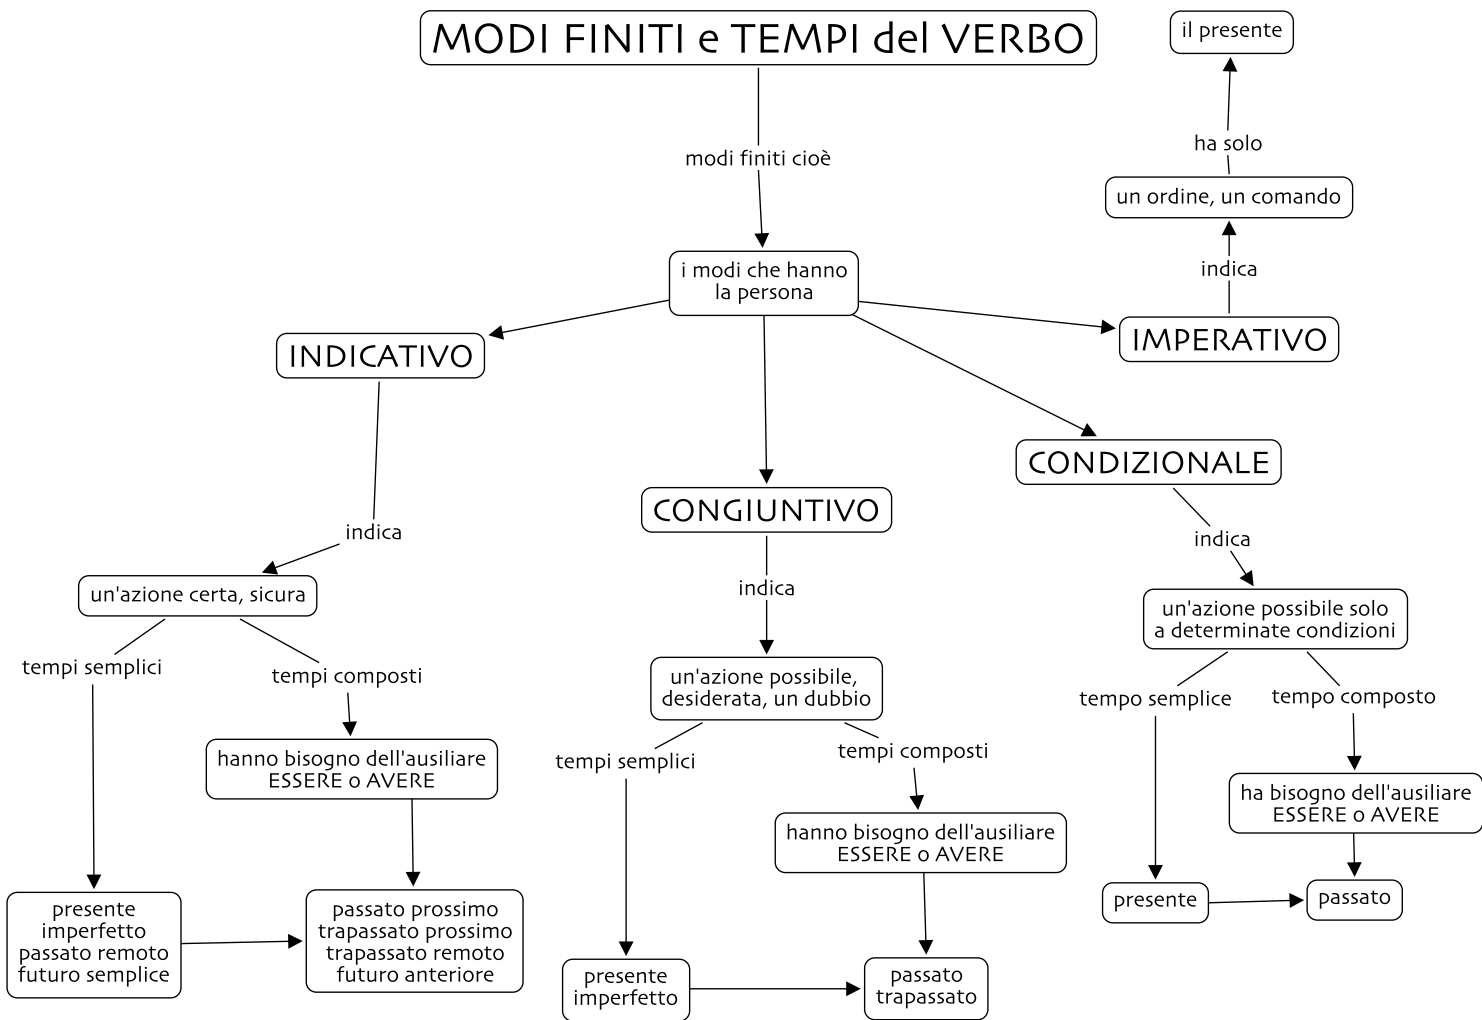 MODI FINITI e TEMPI del VERBO
modi finiti cioè
i modi che hanno
la persona
INDICATIVO
indica
un'azione certa, sicura
tempi semplici
presente
imperfetto
passato remoto
futuro semplice
tempi composti
hanno bisogno dell'ausiliare
ESSERE o AVERE
passato prossimo
trapassato prossimo
trapassato remoto
futuro anteriore
CONGIUNTIVO
indica
un'azione possibile,
desiderata, un dubbio
tempi semplici
presente
imperfetto
tempi composti
hanno bisogno dell'ausiliare
ESSERE o AVERE
passato
trapassato
CONDIZIONALE
indica
un'azione possibile solo
a determinate condizioni
tempo semplice
presente
tempo composto
ha bisogno dell'ausiliare
ESSERE o AVERE
passato
IMPERATIVO
indica
un ordine, un comando
ha solo
il presente